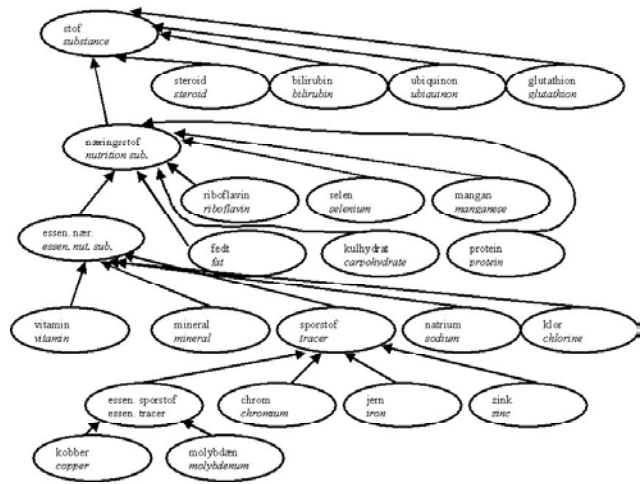 stof
substance
steroid
steroid
bilirubin
bilirubin
ubiquinon
ubiquinon
glutathion
glutathion
næringsstof
nutrition sub.
riboflavin
riboflavin
selen
selenium
mangan
manganese
essen. nær.
essen. nut. sub.
fedt
fat
kulhydrat
carpohydrate
protein
protein
vitamin
vitamin
mineral
mineral
sporstof
tracer
natrium
sodium
klor
chlorine
essen. sporstof
essen. tracer
chrom
chromium
jern
iron
zink
zinc
kobber
copper
molybdæn
molybdenum